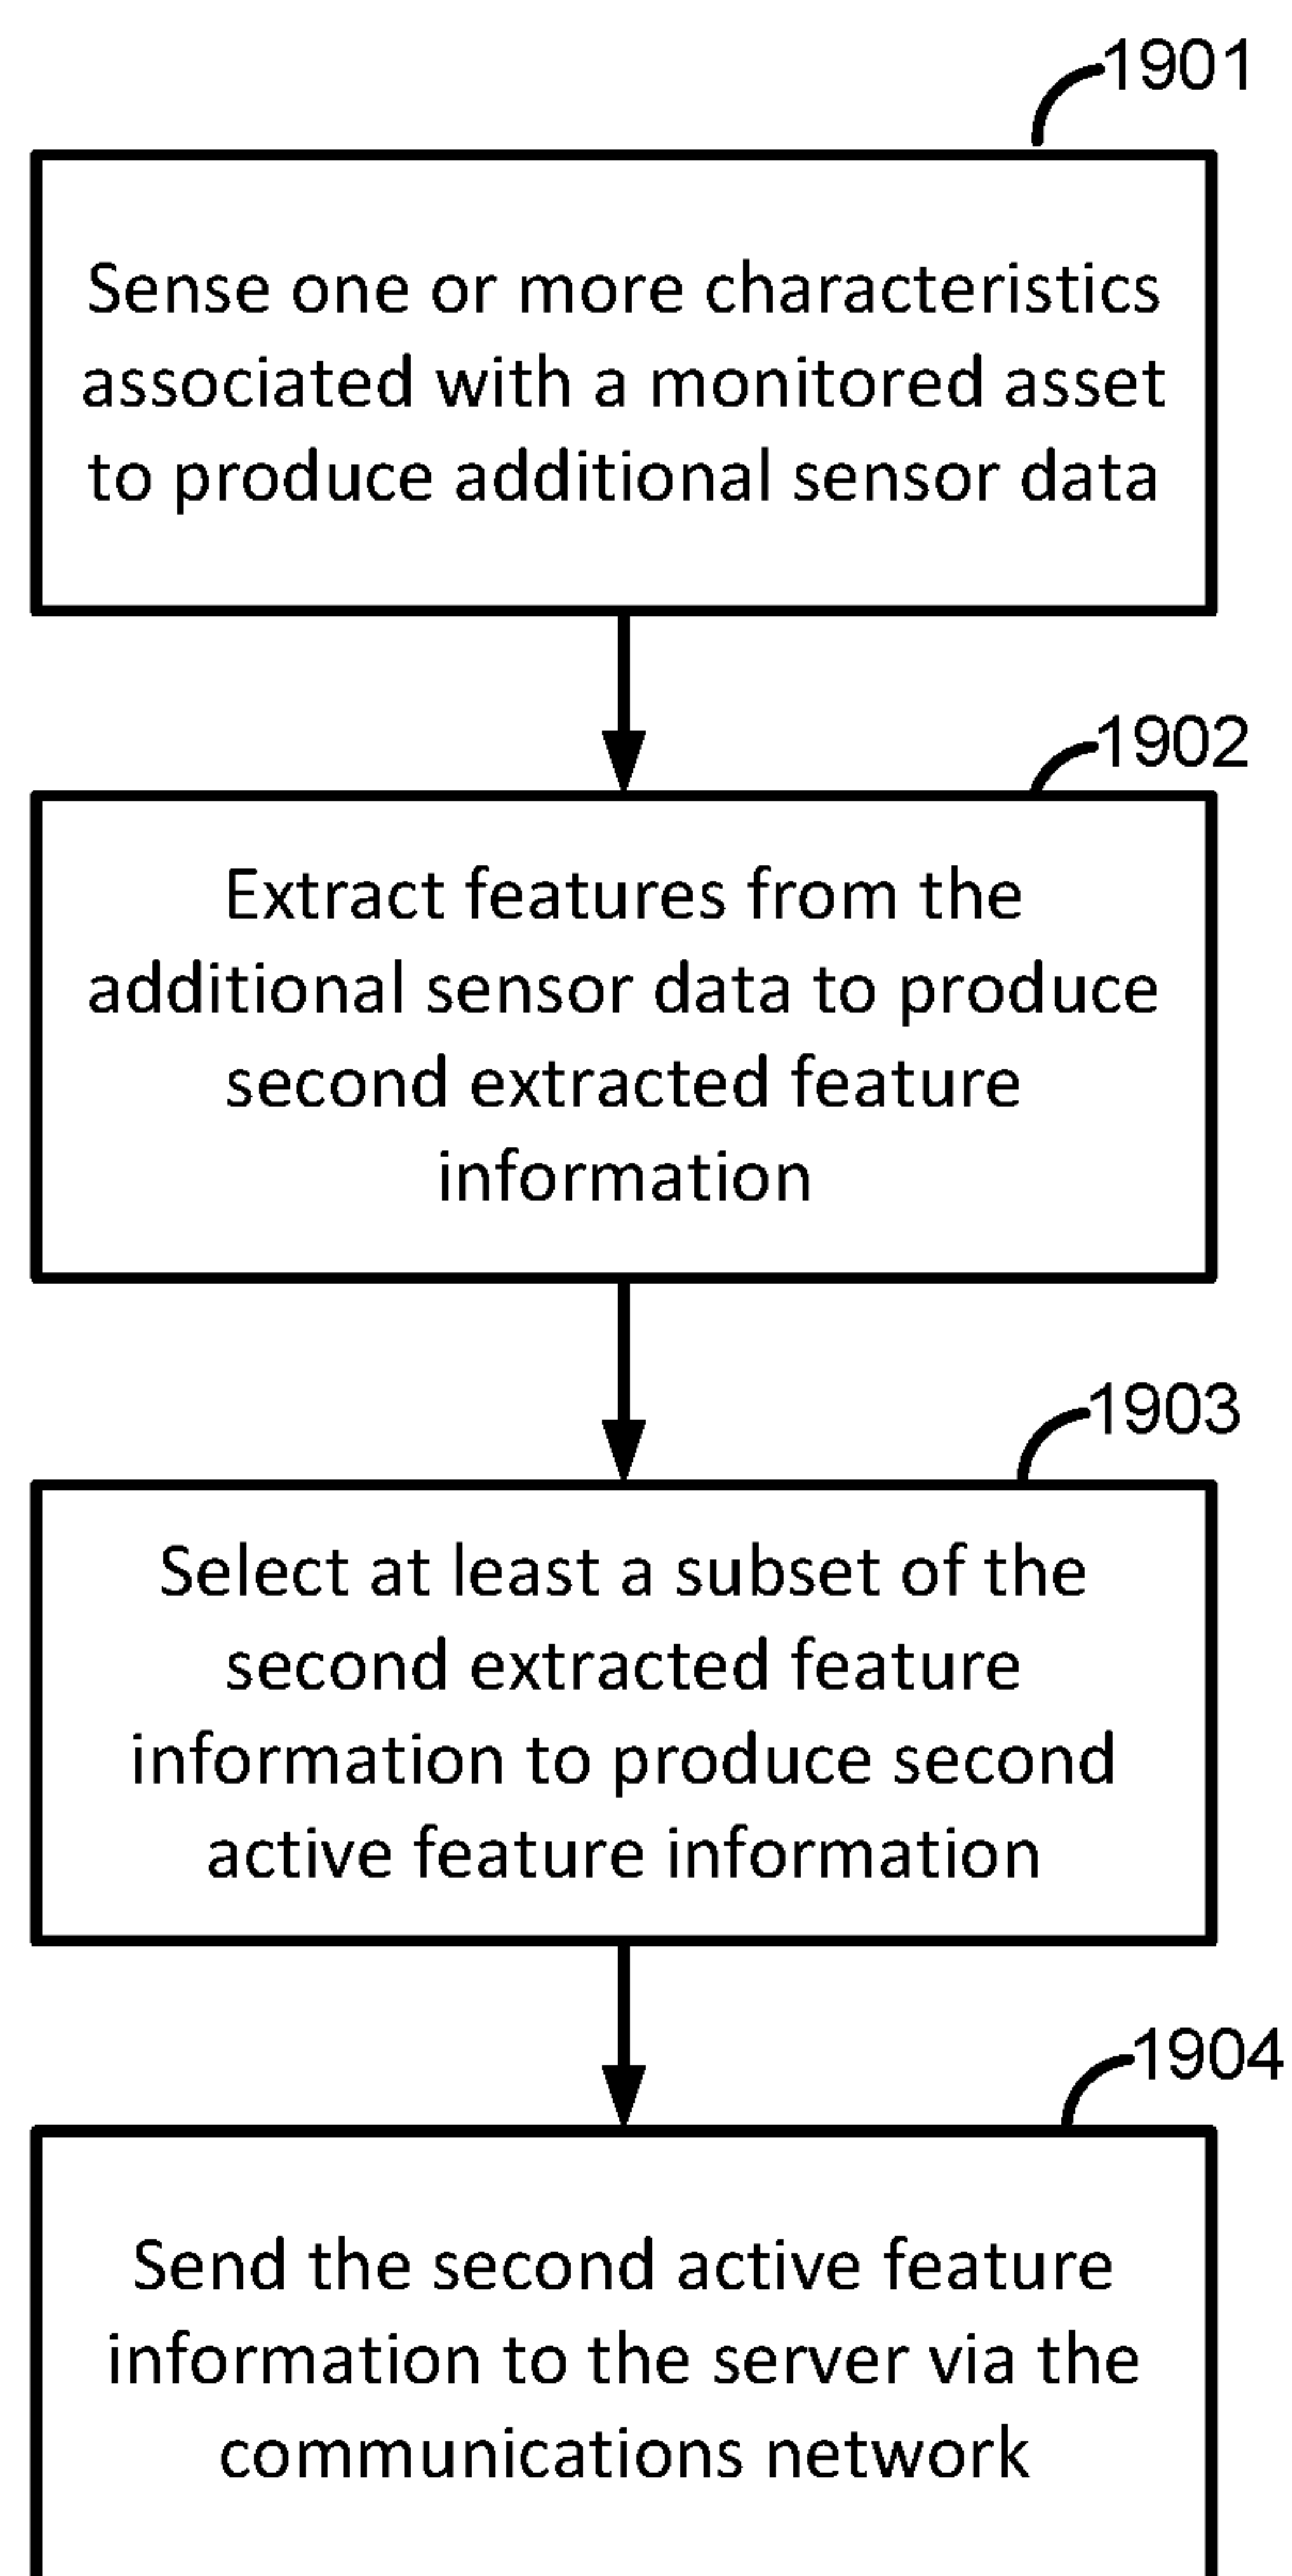 1901
Sense one or more characteristics
associated with a monitored asset
to produce additional sensor data
1902
Extract features from the
additional sensor data to produce
second extracted feature
information
1903
Select at least a subset of the
second extracted feature
information to produce second
active feature information
1904
Send the second active feature
information to the server via the
communications network